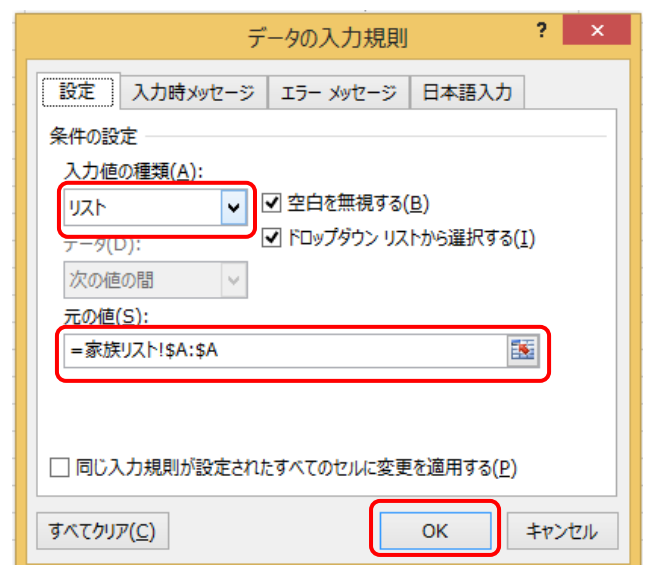 データの入力規則 ? ×
設定 入力時メッセージ エラー メッセージ 日本語入力
条件の設定
入力値の種類(A):
リスト 空白を無視する(B)
データ(D): ドロップダウン リストから選択する(I)
次の値の間
元の値(S):
=家族リスト!$A:$A
同じ入力規則が設定されたすべてのセルに変更を適用する(P)
すべてクリア(C) OK キャンセル